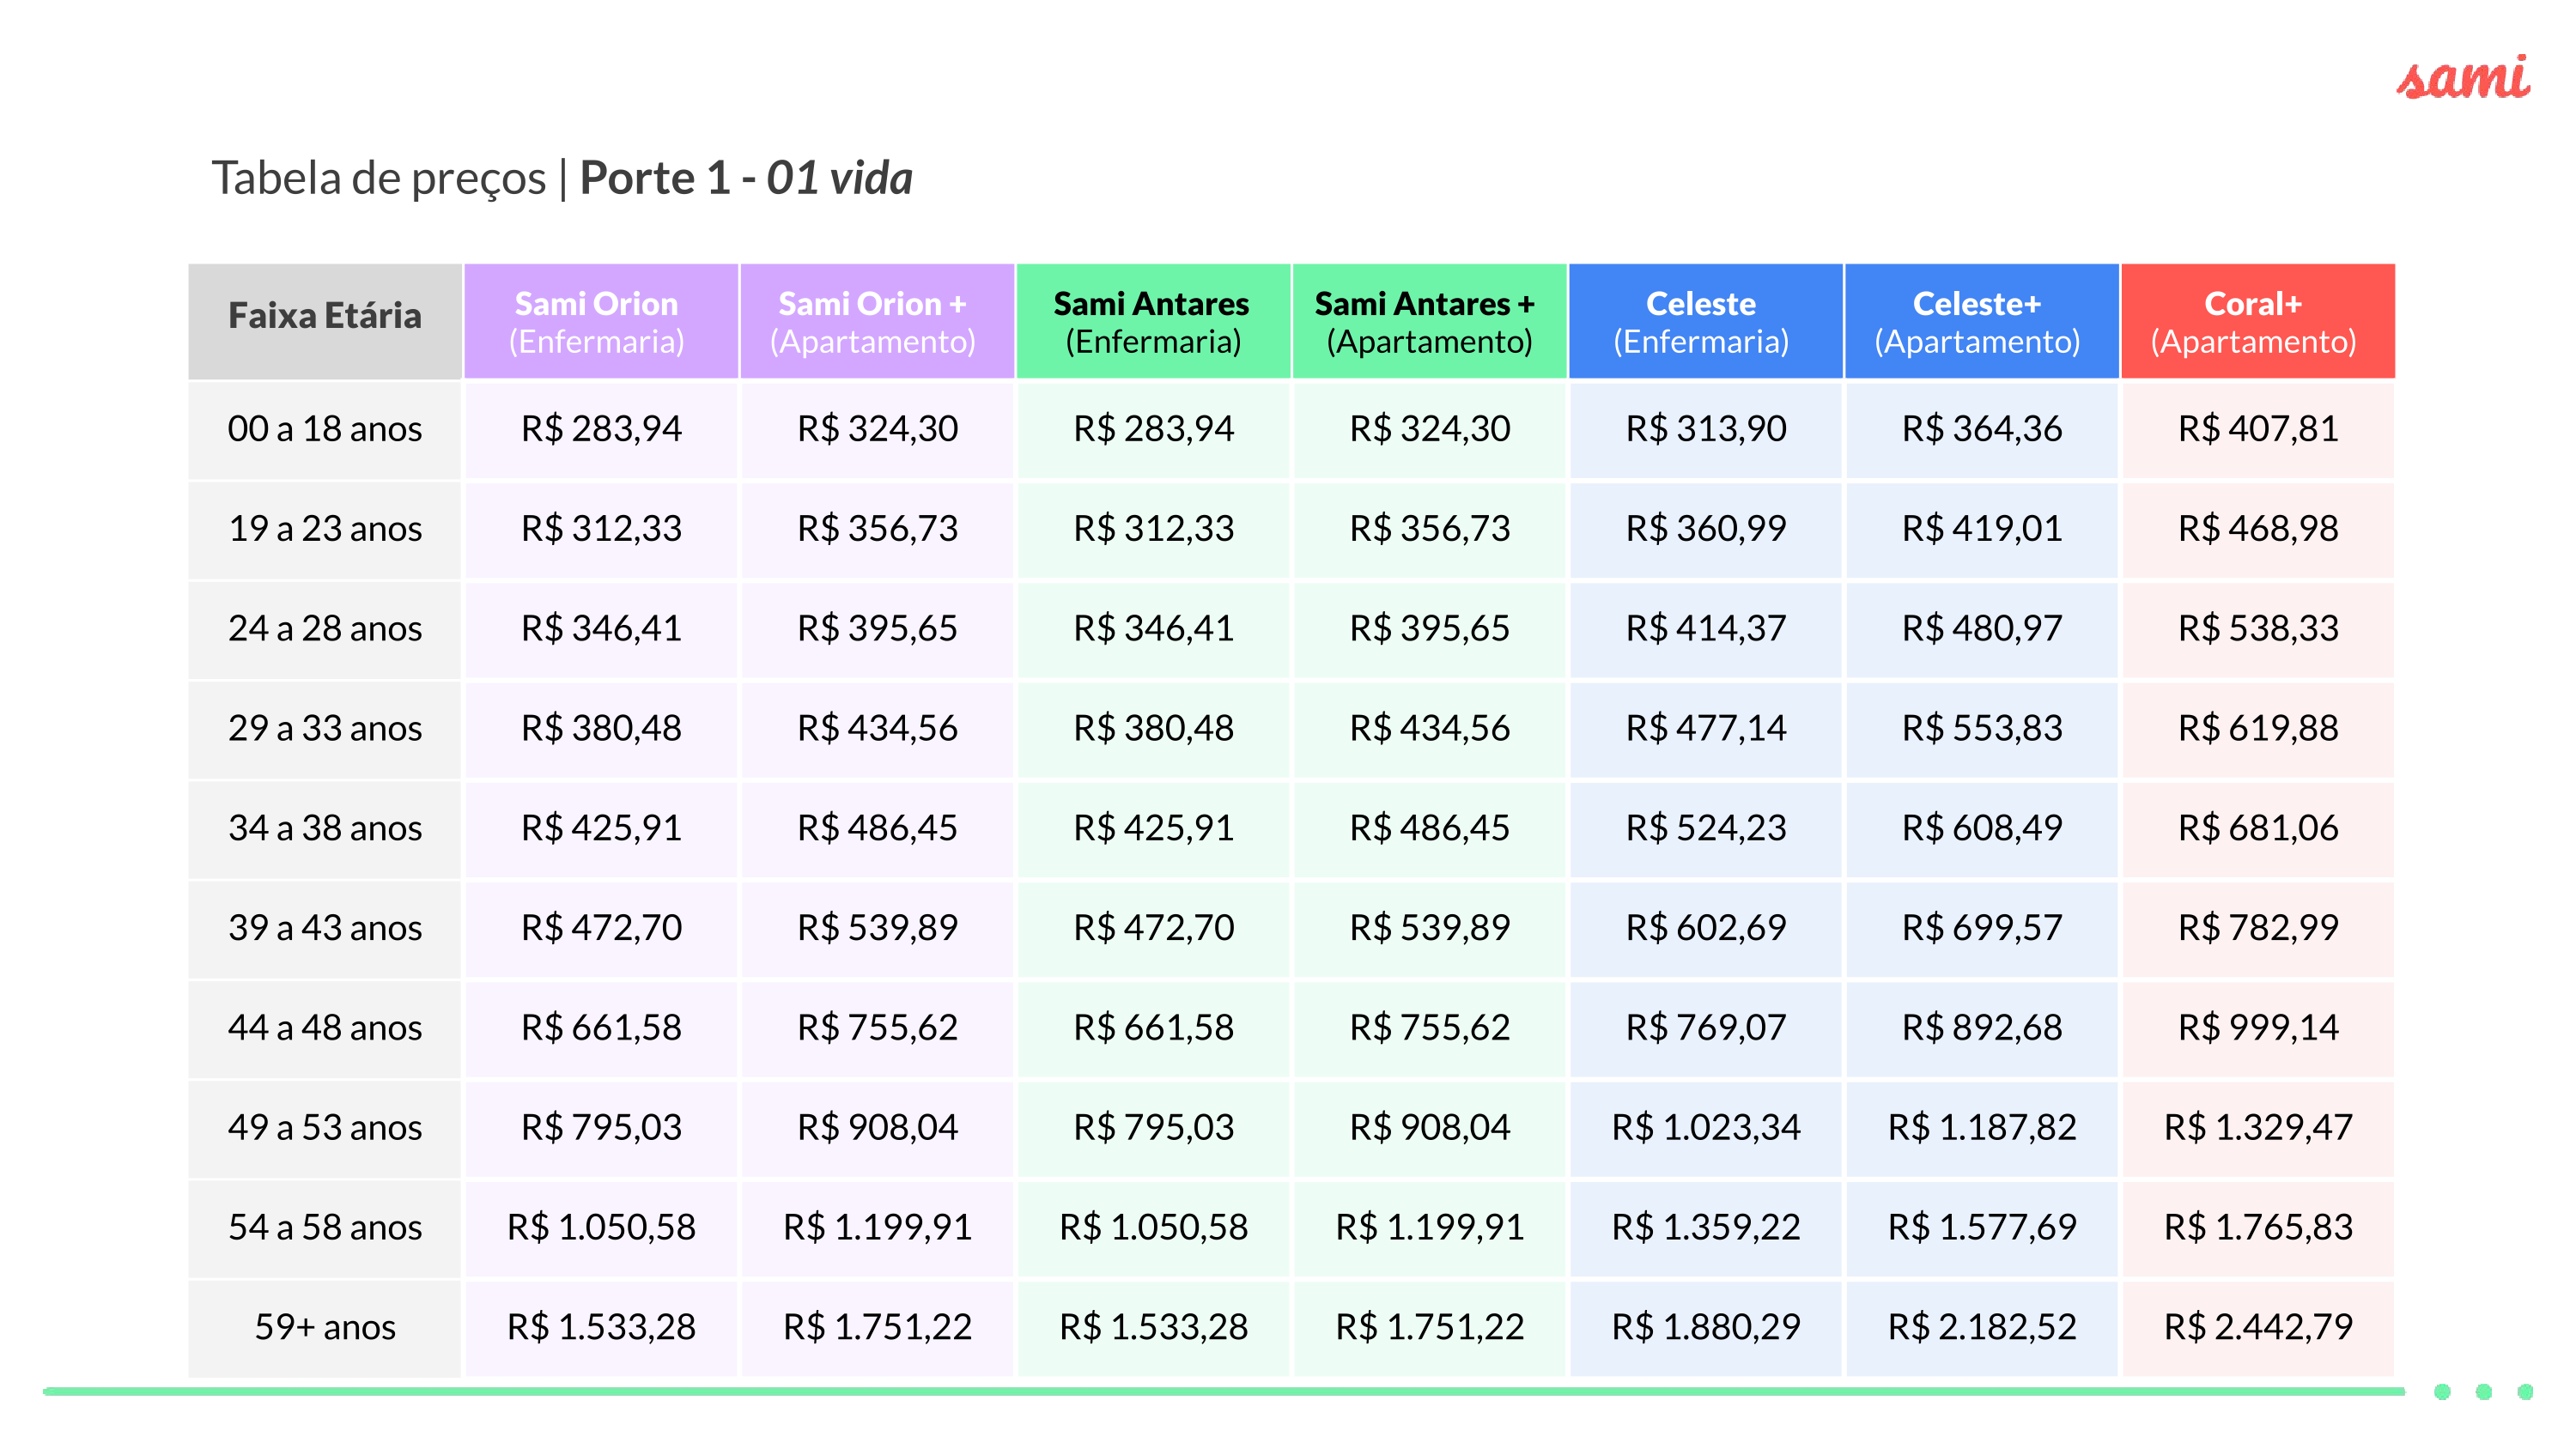 sami
Tabela de preços | Porte 1 - 01 vida
Faixa Etária Sami Orion (Enfermaria) Sami Orion + (Apartamento) Sami Antares (Enfermaria) Sami Antares + (Apartamento) Celeste (Enfermaria) Celeste+ (Apartamento) Coral+ (Apartamento)
00 a 18 anos R$ 283,94 R$ 324,30 R$ 283,94 R$ 324,30 R$ 313,90 R$ 364,36 R$ 407,81
19 a 23 anos R$ 312,33 R$ 356,73 R$ 312,33 R$ 356,73 R$ 360,99 R$ 419,01 R$ 468,98
24 a 28 anos R$ 346,41 R$ 395,65 R$ 346,41 R$ 395,65 R$ 414,37 R$ 480,97 R$ 538,33
29 a 33 anos R$ 380,48 R$ 434,56 R$ 380,48 R$ 434,56 R$ 477,14 R$ 553,83 R$ 619,88
34 a 38 anos R$ 425,91 R$ 486,45 R$ 425,91 R$ 486,45 R$ 524,23 R$ 608,49 R$ 681,06
39 a 43 anos R$ 472,70 R$ 539,89 R$ 472,70 R$ 539,89 R$ 602,69 R$ 699,57 R$ 782,99
44 a 48 anos R$ 661,58 R$ 755,62 R$ 661,58 R$ 755,62 R$ 769,07 R$ 892,68 R$ 999,14
49 a 53 anos R$ 795,03 R$ 908,04 R$ 795,03 R$ 908,04 R$ 1.023,34 R$ 1.187,82 R$ 1.329,47
54 a 58 anos R$ 1.050,58 R$ 1.199,91 R$ 1.050,58 R$ 1.199,91 R$ 1.359,22 R$ 1.577,69 R$ 1.765,83
59+ anos R$ 1.533,28 R$ 1.751,22 R$ 1.533,28 R$ 1.751,22 R$ 1.880,29 R$ 2.182,52 R$ 2.442,79